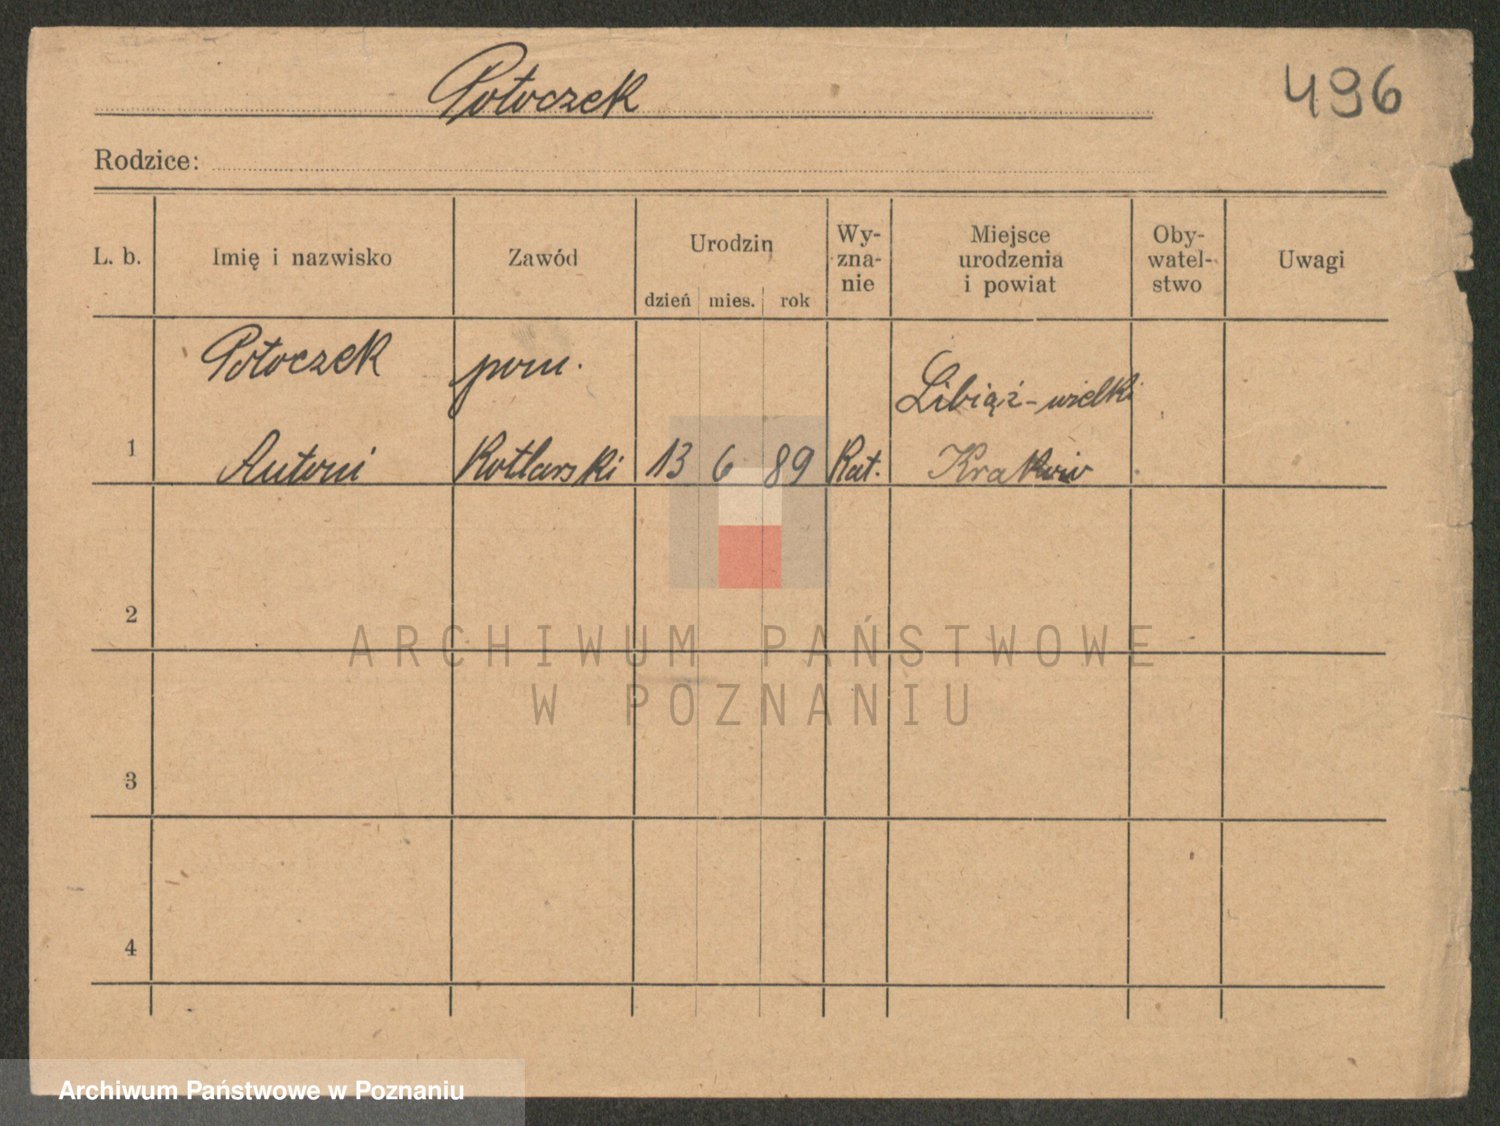 Potoczek
496
Rodzice:
L. b.
Imię i nazwisko
Zawód
Urodzin
dzień mies. rok
Wy-
zna-
nie
Miejsce
urodzenia
i powiat
Oby-
watel-
stwo
Uwagi
Potoczek pom. Libiąż-wielki
1 Antoni Kotlarski 13 6 89 Kat. Kraków
2
ARCHIWUM PAŃSTWOWE
W POZNANIU
3
4
Archiwum Państwowe w Poznaniu